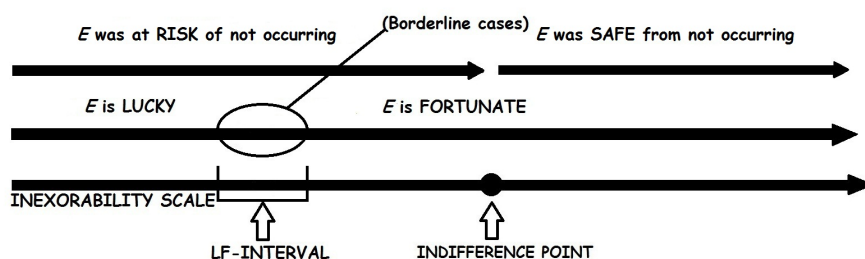 (Borderline cases)
E was at RISK of not occurring
E was SAFE from not occurring
E is LUCKY
E is FORTUNATE
INEXORABILITY SCALE
LF-INTERVAL
INDIFFERENCE POINT